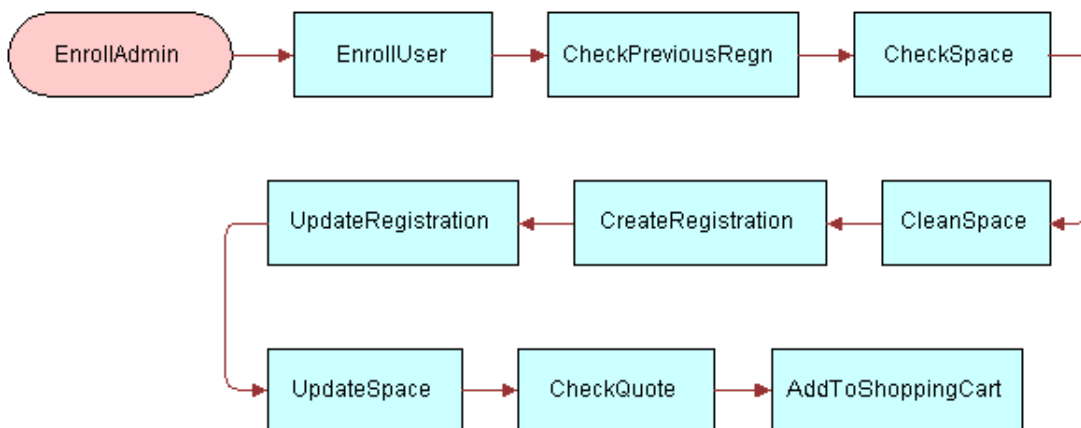 EnrollAdmin
EnrollUser
CheckPreviousRegn
CheckSpace
UpdateRegistration
CreateRegistration
CleanSpace
UpdateSpace
CheckQuote
AddToShoppingCart